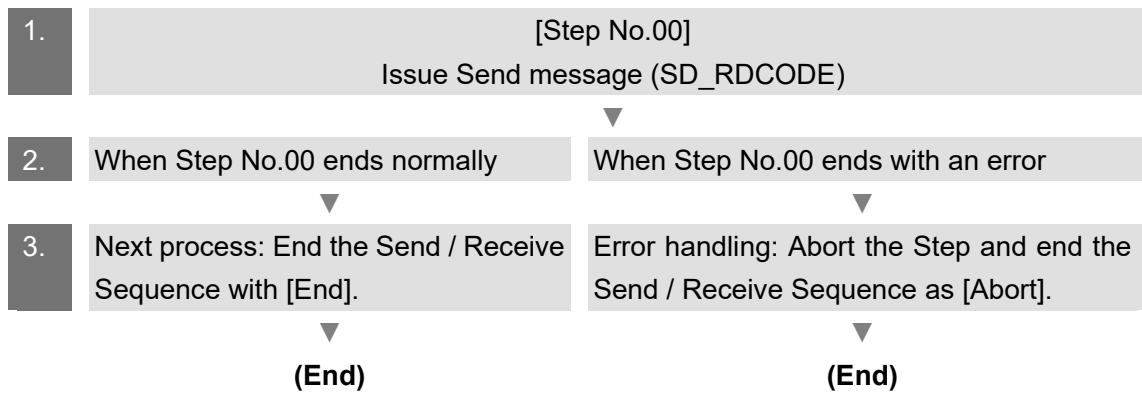 1.
[Step No.00]
Issue Send message (SD_RDCODE)
▼
2.
When Step No.00 ends normally
When Step No.00 ends with an error
▼ ▼
3.
Next process: End the Send / Receive
Sequence with [End].
Error handling: Abort the Step and end the
Send / Receive Sequence as [Abort].
▼ ▼
(End)
(End)